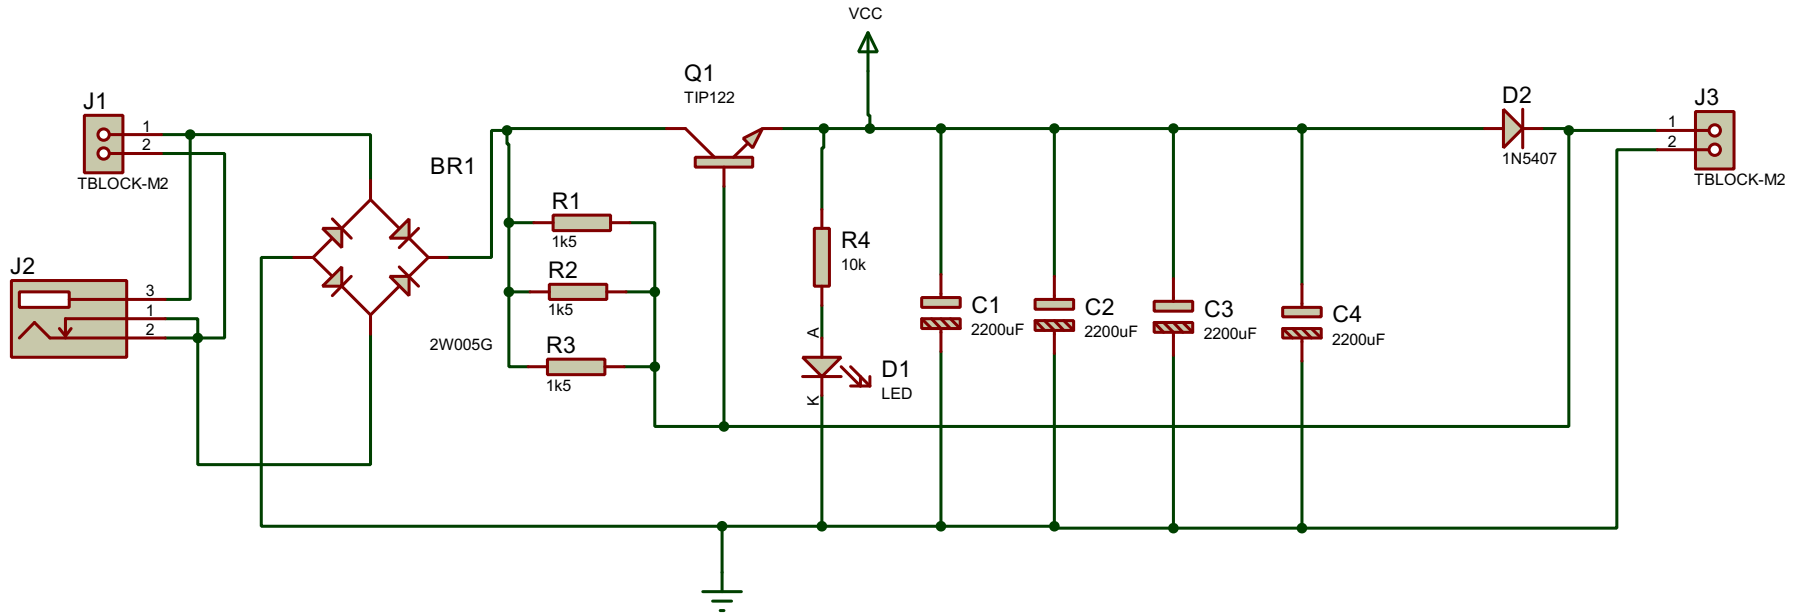 VCC
Q1
TIP122
J1
1
2
TBLOCK-M2
BR1
2W005G
J2
3
1
2
R1
1k5
R2
1k5
R3
1k5
R4
10k
A
K
D1
LED
C1
2200uF
C2
2200uF
C3
2200uF
C4
2200uF
D2
1N5407
J3
1
2
TBLOCK-M2